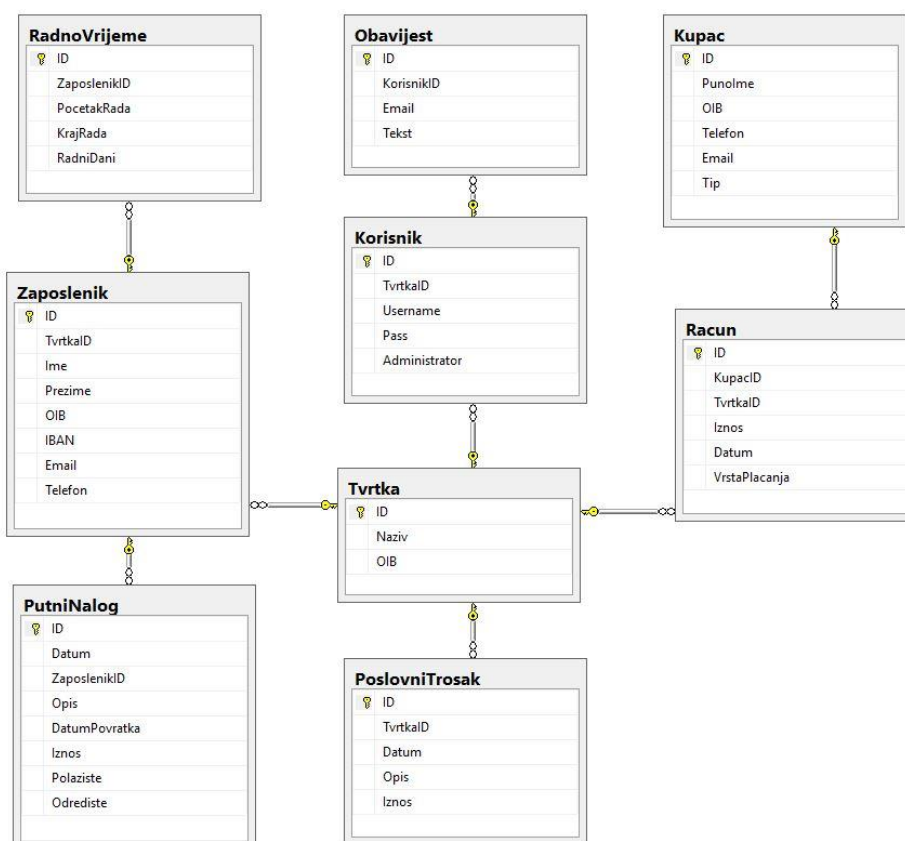 RadnoVrijeme
ID
ZaposlenikID
PocetakRada
KrajRada
RadniDani
Obavijest
ID
KorisnikID
Email
Tekst
Kupac
ID
PunoIme
OIB
Telefon
Email
Tip
Korisnik
ID
TvrtkaID
Username
Pass
Administrator
Zaposlenik
ID
TvrtkaID
Ime
Prezime
OIB
IBAN
Email
Telefon
Racun
ID
KupacID
TvrtkaID
Iznos
Datum
VrstaPlacanja
Tvrtka
ID
Naziv
OIB
PutniNalog
ID
Datum
ZaposlenikID
Opis
DatumPovratka
Iznos
Polaziste
Odrediste
PoslovniTrosak
ID
TvrtkaID
Datum
Opis
Iznos